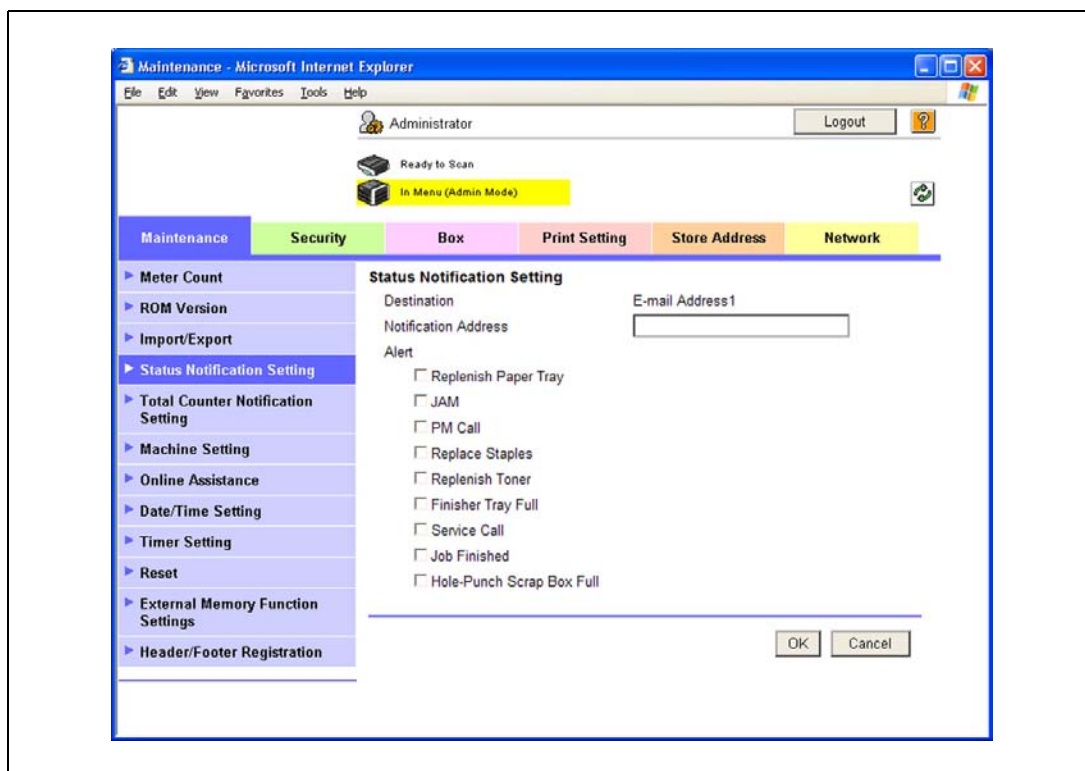 Maintenance - Microsoft Internet Explorer
File Edit View Favorites Tools Help
Administrator
Logout
?
Ready to Scan
In Menu (Admin Mode)
Maintenance Security Box Print Setting Store Address Network
Meter Count
ROM Version
Import/Export
Status Notification Setting
Total Counter Notification
Setting
Machine Setting
Online Assistance
Date/Time Setting
Timer Setting
Reset
External Memory Function
Settings
Header/Footer Registration
Status Notification Setting
Destination E-mail Address1
Notification Address
Alert
Replenish Paper Tray
JAM
PM Call
Replace Staples
Replenish Toner
Finisher Tray Full
Service Call
Job Finished
Hole-Punch Scrap Box Full
OK Cancel